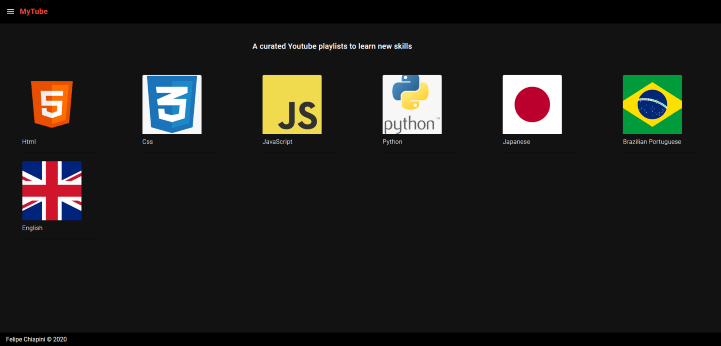 MyTube
A curated Youtube playlists to learn new skills
5
3
JS
python™
Html
Css
JavaScript
Python
Japanese
Brazilian Portuguese
English
Felipe Chiapini © 2020